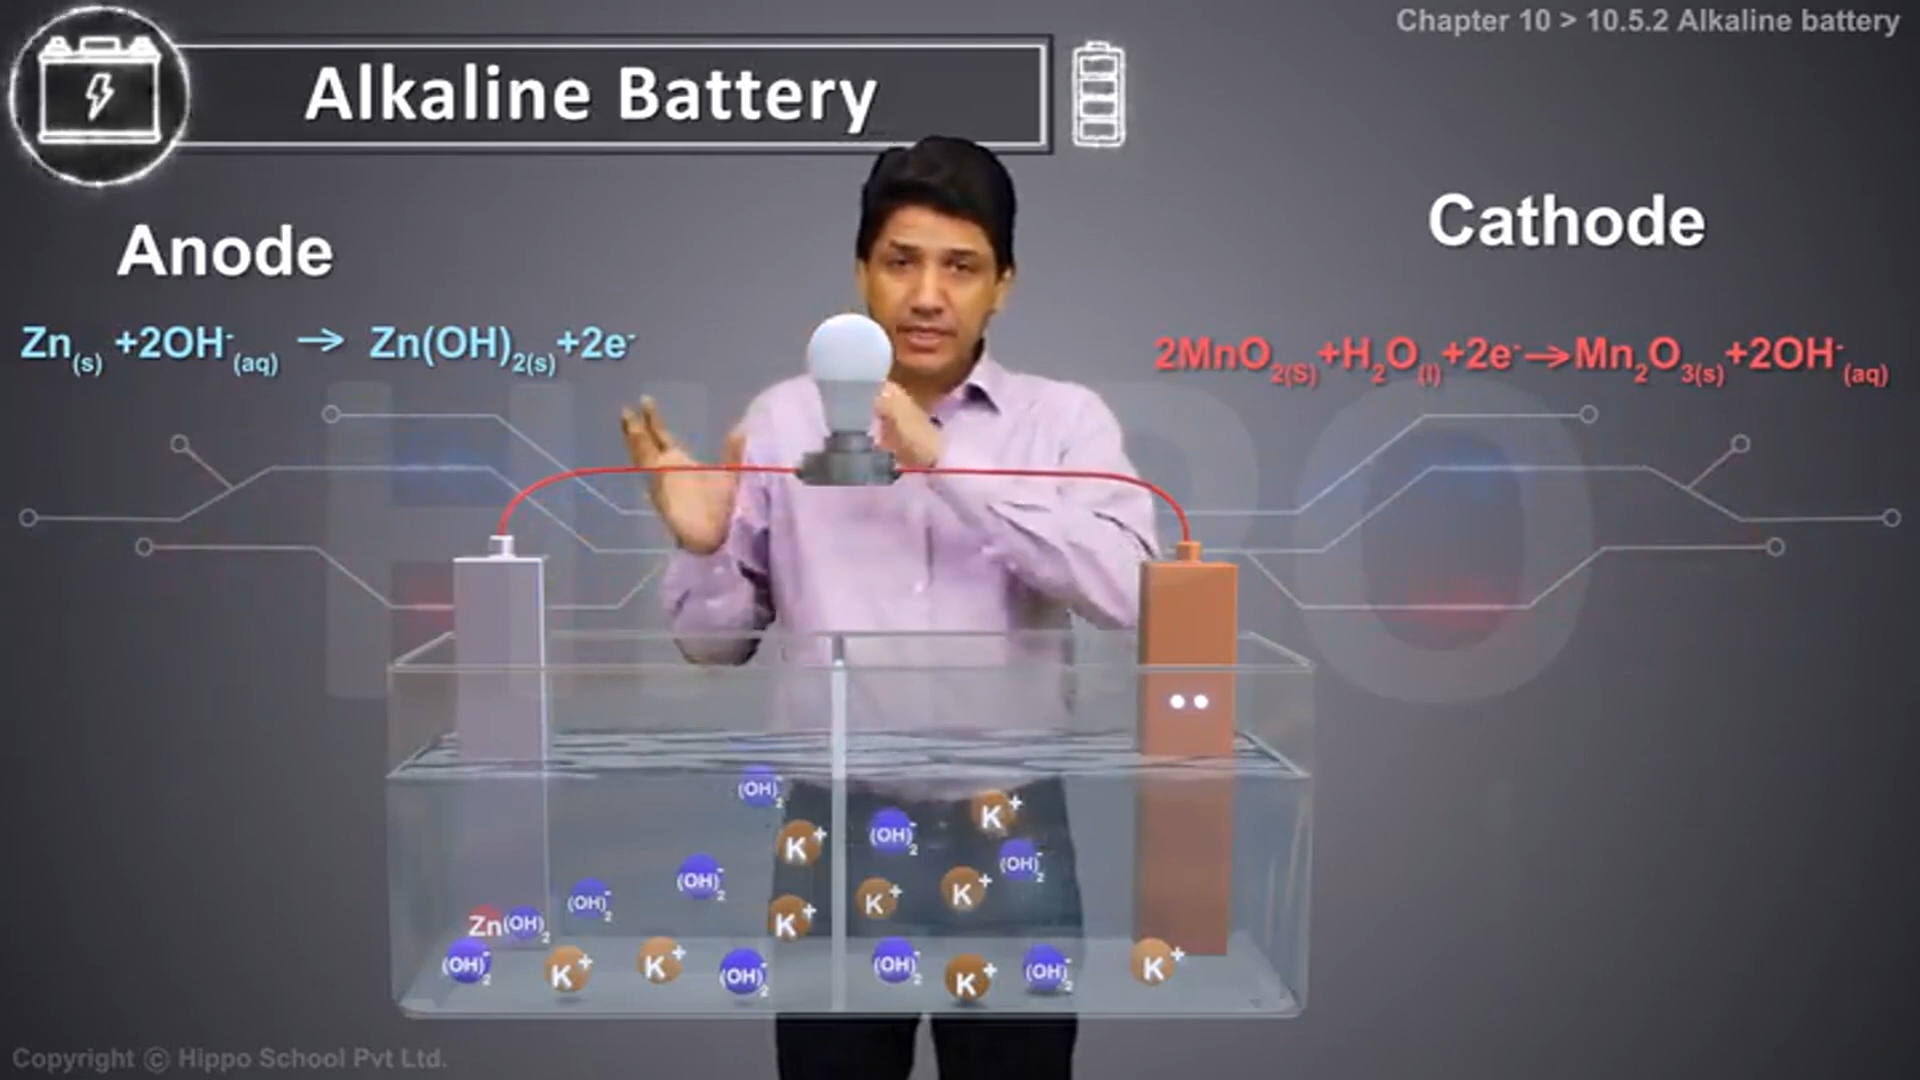 Chapter 10 > 10.5.2 Alkaline battery
Alkaline Battery
Anode
Cathode
Zn(s) +2OH-(aq) → Zn(OH)2(s)+2e-
2MnO2(S)+H2O(l)+2e-→Mn2O3(s)+2OH-(aq)
HIPPO
(OH)2-
K+
(OH)2-
K+
(OH)2-
(OH)2-
K+
K+
(OH)2-
K+
Zn(OH)2
(OH)2-
K+
K+
(OH)2-
(OH)2-
K+
(OH)2-
K+
Copyright © Hippo School Pvt Ltd.